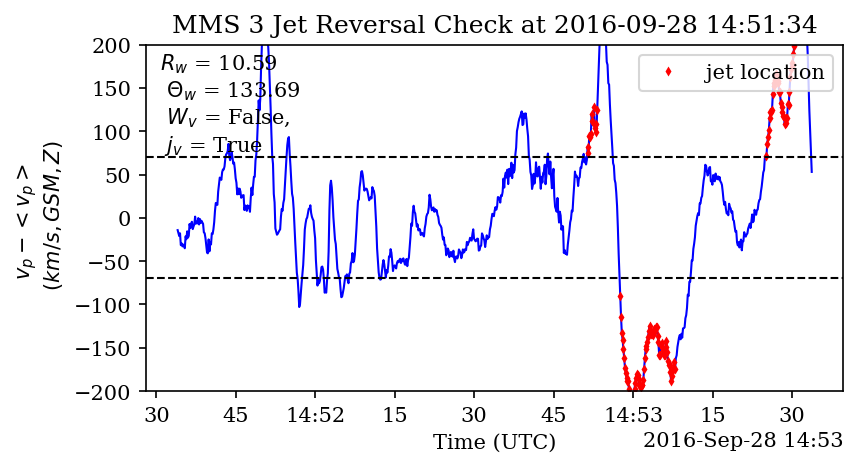 MMS 3 Jet Reversal Check at 2016-09-28 14:51:34
R_w = 10.59
Θ_w = 133.69
W_v = False,
j_v = True
jet location
v_p − < v_p >
(km/s, GSM, Z)
200
150
100
50
0
−50
−100
−150
−200
30 45 14:52 15 30 45 14:53 15 30
Time (UTC)
2016-Sep-28 14:53